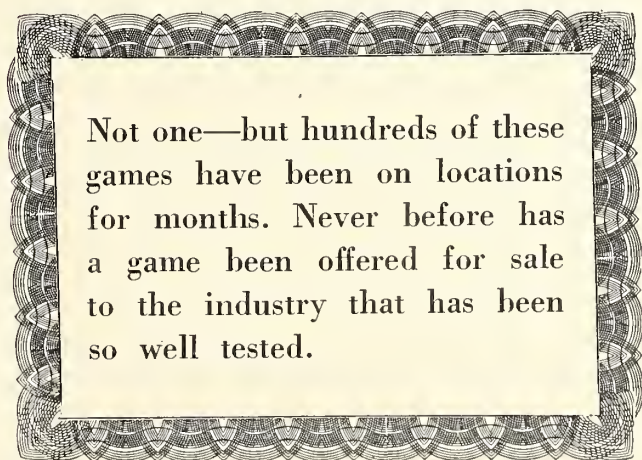 Not one—but hundreds of these
games have been on locations
for months. Never before has
a game been offered for sale
to the industry that has been
so well tested.